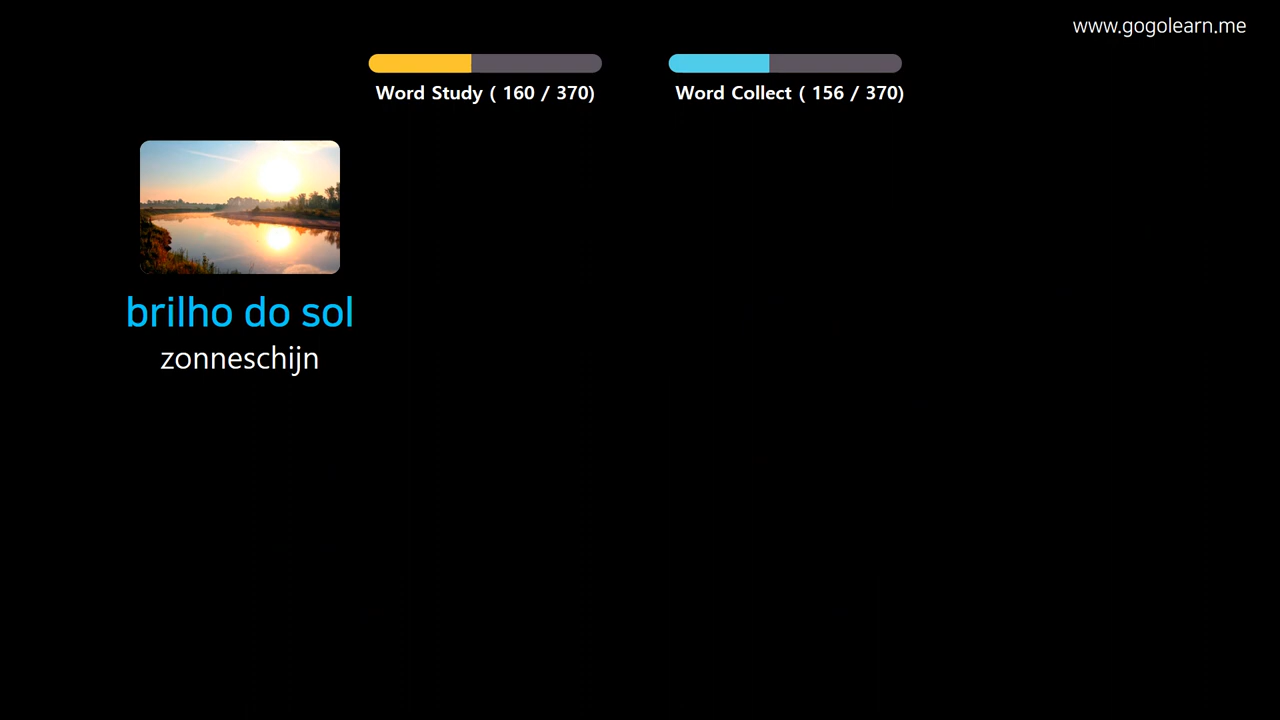 www.gogolearn.me
Word Study ( 160 / 370)
Word Collect ( 156 / 370)
brilho do sol
zonneschijn